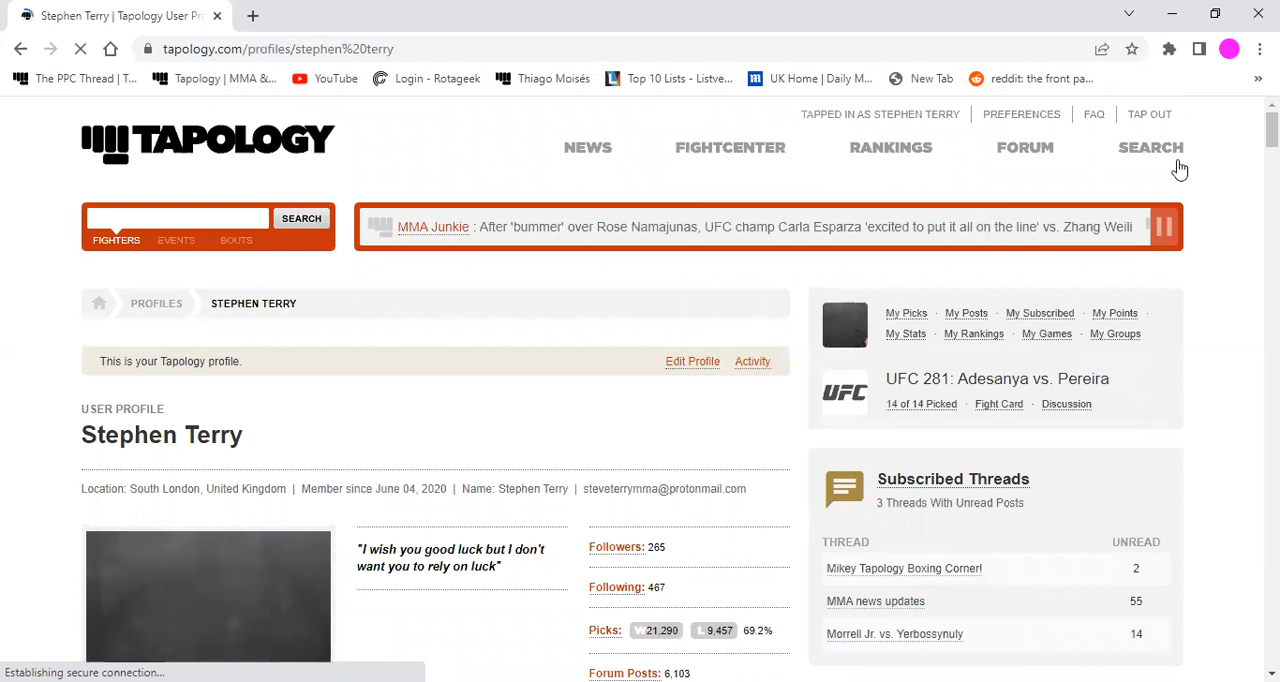 Stephen Terry | Tapology User Pr
tapology.com/profiles/stephen%20terry
The PPC Thread | T...
Tapology | MMA &...
YouTube
Login - Rotageek
Thiago Moisés
Top 10 Lists - Listve...
UK Home | Daily M...
New Tab
reddit: the front pa...
»
TAPPED IN AS STEPHEN TERRY
PREFERENCES
FAQ
TAP OUT
TAPOLOGY
NEWS
FIGHTCENTER
RANKINGS
FORUM
SEARCH
SEARCH
FIGHTERS
EVENTS
BOUTS
MMA Junkie : After 'bummer' over Rose Namajunas, UFC champ Carla Esparza 'excited to put it all on the line' vs. Zhang Weili
PROFILES
STEPHEN TERRY
This is your Tapology profile.
Edit Profile
Activity
USER PROFILE
Stephen Terry
Location: South London, United Kingdom | Member since June 04, 2020 | Name: Stephen Terry | steveterrymma@protonmail.com
"I wish you good luck but I don't
want you to rely on luck"
Followers: 265
Following: 467
Picks: W 21,290 L 9,457 69.2%
Forum Posts: 6,103
My Picks · My Posts · My Subscribed · My Points ·
My Stats · My Rankings · My Games · My Groups
UFC
UFC 281: Adesanya vs. Pereira
14 of 14 Picked · Fight Card · Discussion
Subscribed Threads
3 Threads With Unread Posts
THREAD UNREAD
Mikey Tapology Boxing Corner! 2
MMA news updates 55
Morrell Jr. vs. Yerbossynuly 14
Establishing secure connection...